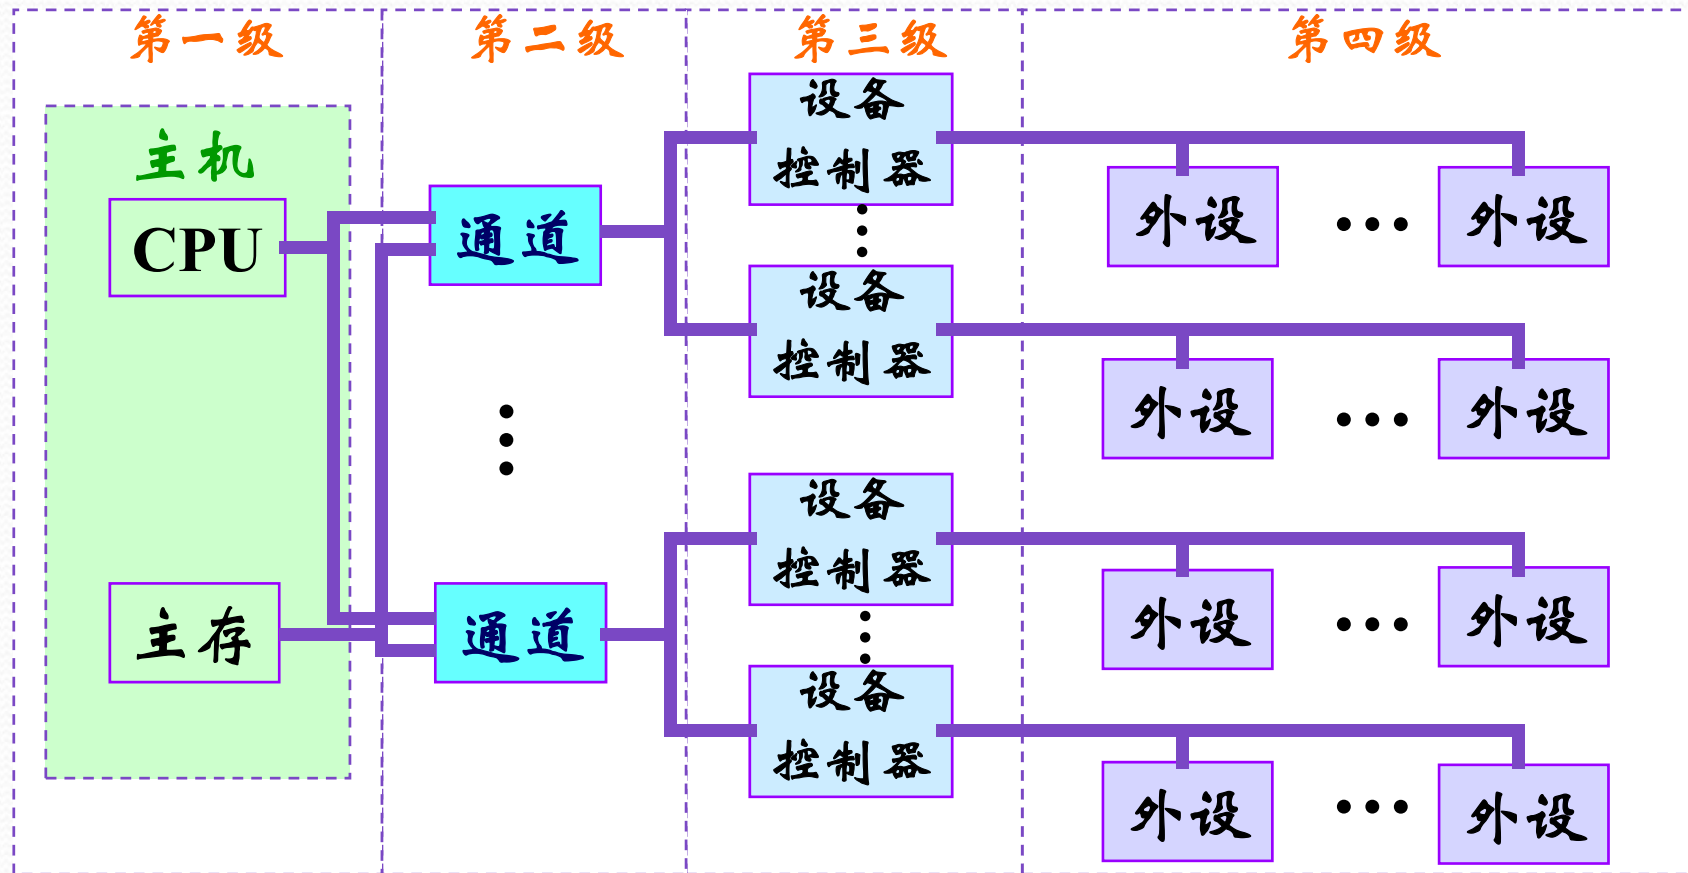 第一级
第二级
第三级
第四级
主机
CPU
主存
通道
通道
设备
控制器
设备
控制器
设备
控制器
设备
控制器
外设
外设
外设
外设
外设
外设
外设
外设